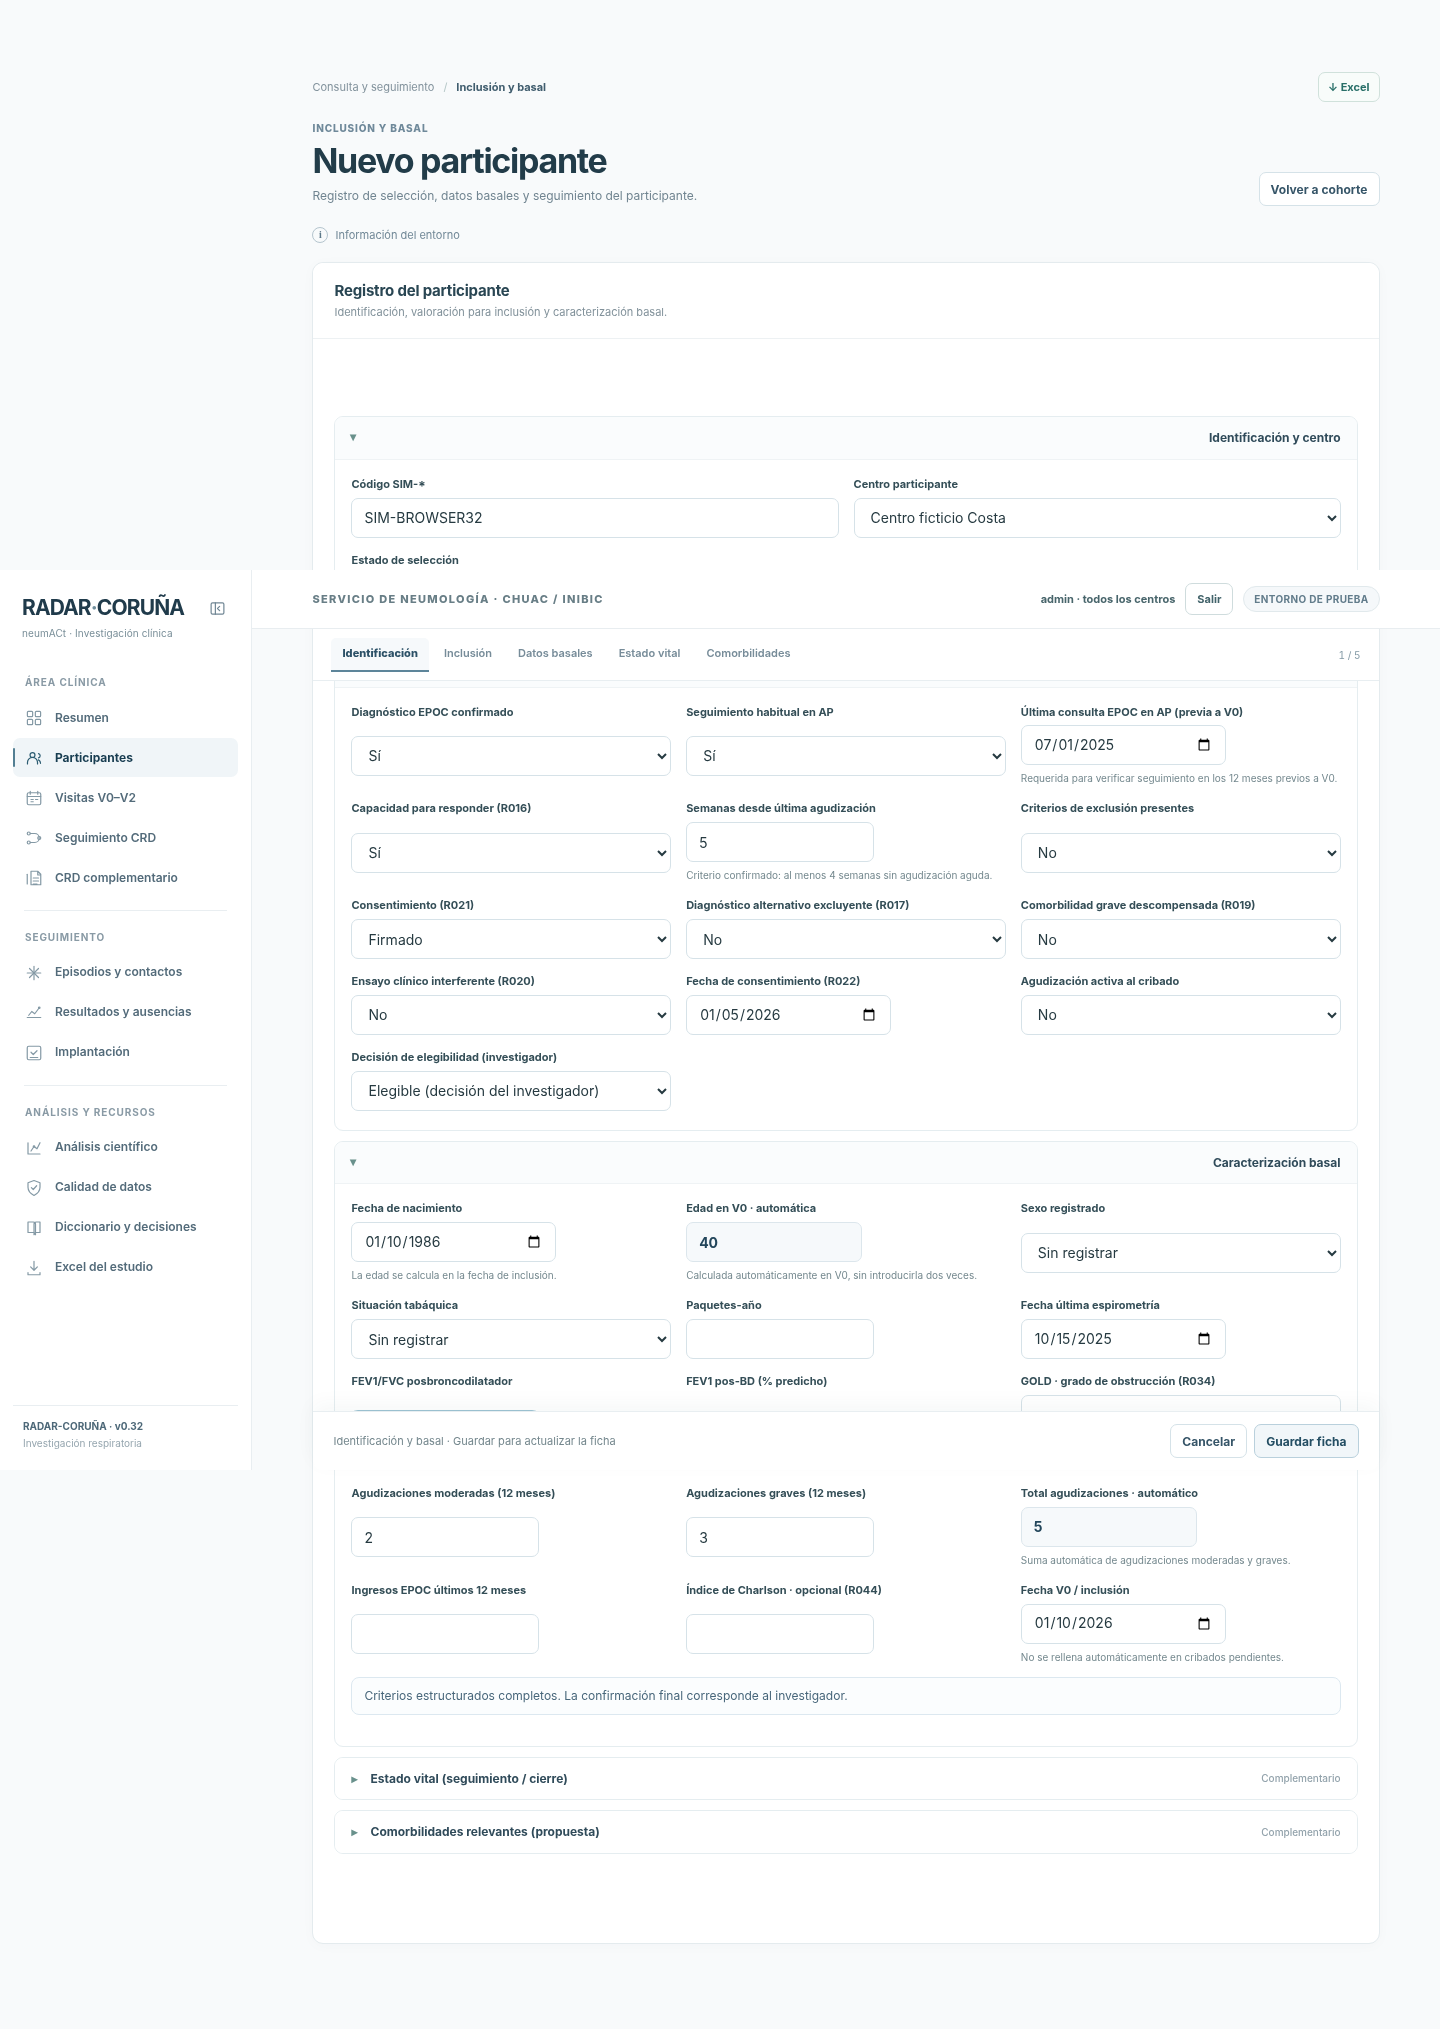 Consulta y seguimiento / Inclusión y basal
↓ Excel
INCLUSIÓN Y BASAL
Nuevo participante
Registro de selección, datos basales y seguimiento del participante.
Volver a cohorte
i Información del entorno
Registro del participante
Identificación, valoración para inclusión y caracterización basal.
▾ Identificación y centro
Código SIM-* Centro participante
SIM-BROWSER32 Centro ficticio Costa
Estado de selección
RADAR·CORUÑA
neumACt · Investigación clínica
ÁREA CLÍNICA
Resumen
Participantes
Visitas V0–V2
Seguimiento CRD
CRD complementario
SEGUIMIENTO
Episodios y contactos
Resultados y ausencias
Implantación
ANÁLISIS Y RECURSOS
Análisis científico
Calidad de datos
Diccionario y decisiones
Excel del estudio
RADAR-CORUÑA · v0.32
Investigación respiratoria
SERVICIO DE NEUMOLOGÍA · CHUAC / INIBIC
admin · todos los centros Salir ENTORNO DE PRUEBA
Identificación Inclusión Datos basales Estado vital Comorbilidades 1 / 5
Diagnóstico EPOC confirmado Seguimiento habitual en AP Última consulta EPOC en AP (previa a V0)
Sí Sí 07/01/2025
Requerida para verificar seguimiento en los 12 meses previos a V0.
Capacidad para responder (R016) Semanas desde última agudización Criterios de exclusión presentes
Sí 5 No
Criterio confirmado: al menos 4 semanas sin agudización aguda.
Consentimiento (R021) Diagnóstico alternativo excluyente (R017) Comorbilidad grave descompensada (R019)
Firmado No No
Ensayo clínico interferente (R020) Fecha de consentimiento (R022) Agudización activa al cribado
No 01/05/2026 No
Decisión de elegibilidad (investigador)
Elegible (decisión del investigador)
▾ Caracterización basal
Fecha de nacimiento Edad en V0 · automática Sexo registrado
01/10/1986 40 Sin registrar
La edad se calcula en la fecha de inclusión. Calculada automáticamente en V0, sin introducirla dos veces.
Situación tabáquica Paquetes-año Fecha última espirometría
Sin registrar 10/15/2025
FEV1/FVC posbroncodilatador FEV1 pos-BD (% predicho) GOLD · grado de obstrucción (R034)
Identificación y basal · Guardar para actualizar la ficha Cancelar Guardar ficha
Agudizaciones moderadas (12 meses) Agudizaciones graves (12 meses) Total agudizaciones · automático
2 3 5
Suma automática de agudizaciones moderadas y graves.
Ingresos EPOC últimos 12 meses Índice de Charlson · opcional (R044) Fecha V0 / inclusión
01/10/2026
No se rellena automáticamente en cribados pendientes.
Criterios estructurados completos. La confirmación final corresponde al investigador.
▸ Estado vital (seguimiento / cierre) Complementario
▸ Comorbilidades relevantes (propuesta) Complementario